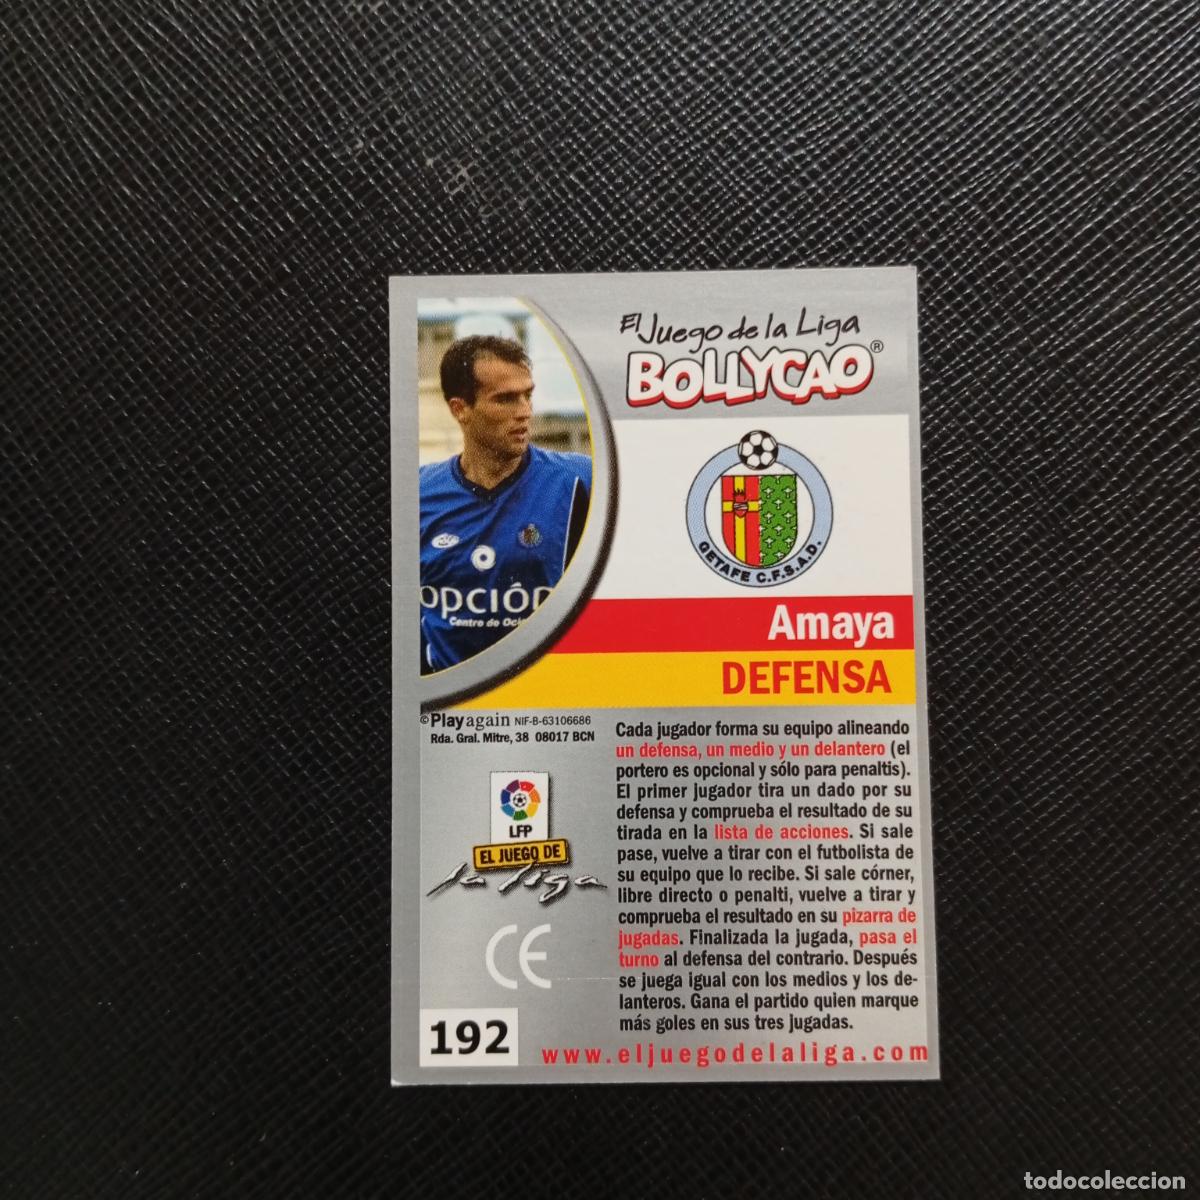 El Juego de la Liga
BOLLYCAO®
GETAFE C.F.S.A.D.
Amaya
DEFENSA
opción
Centro de Oci
©Playagain NIF-B-63106686
Rda. Gral. Mitre, 38 08017 BCN
LFP
EL JUEGO DE
la liga
CE
192
Cada jugador forma su equipo alineando
un defensa, un medio y un delantero (el
portero es opcional y sólo para penaltis).
El primer jugador tira un dado por su
defensa y comprueba el resultado de su
tirada en la lista de acciones. Si sale
pase, vuelve a tirar con el futbolista de
su equipo que lo recibe. Si sale córner,
libre directo o penalti, vuelve a tirar y
comprueba el resultado en su pizarra de
jugadas. Finalizada la jugada, pasa el
turno al defensa del contrario. Después
se juega igual con los medios y los de-
lanteros. Gana el partido quien marque
más goles en sus tres jugadas.
www.eljuegodelaliga.com
todocoleccion